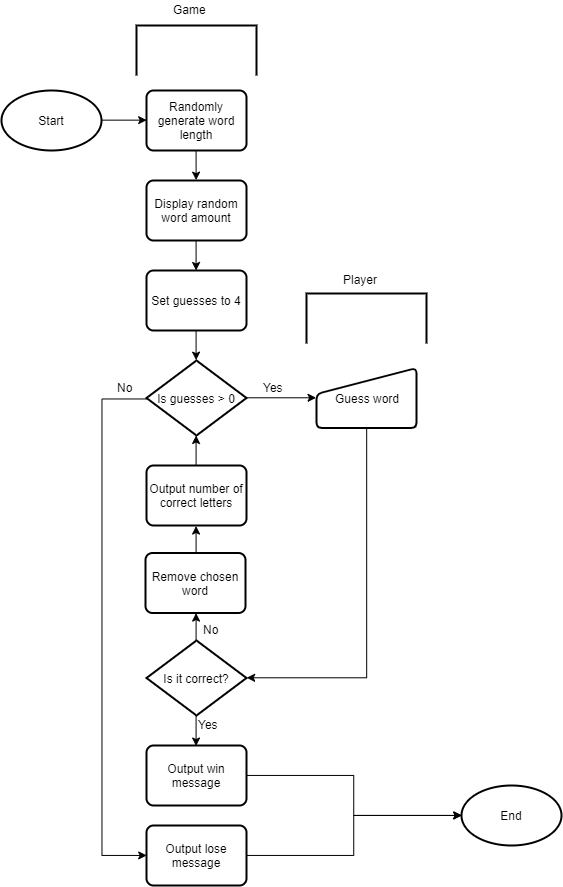 Game
Start
Randomly
generate word
length
Display random
word amount
Set guesses to 4
Player
No
Is guesses > 0
Yes
Guess word
Output number of
correct letters
Remove chosen
word
No
Is it correct?
Yes
Output win
message
End
Output lose
message